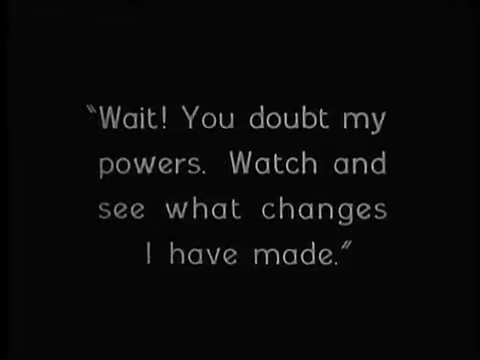 "Wait! You doubt my
powers. Watch and
see what changes
I have made."